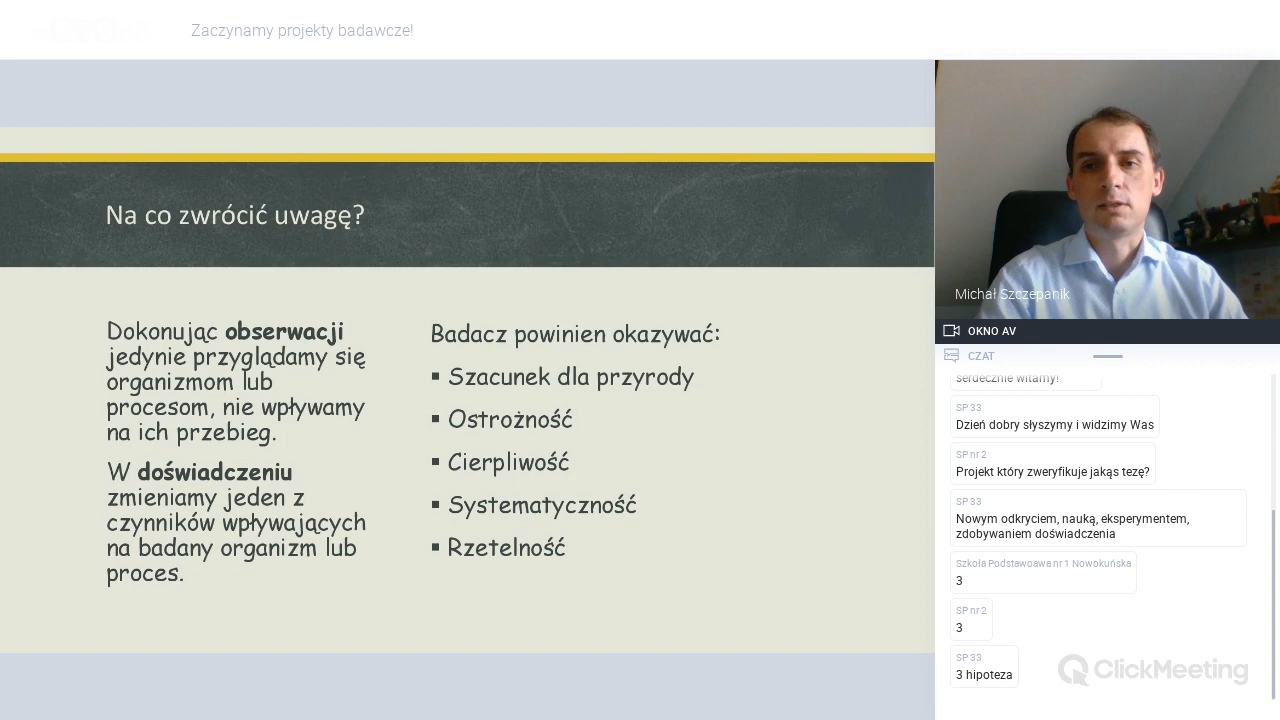 Zaczynamy projekty badawcze!
Na co zwrócić uwagę?
Dokonując obserwacji
jedynie przyglądamy się
organizmom lub
procesom, nie wpływamy
na ich przebieg.
W doświadczeniu
zmieniamy jeden z
czynników wpływających
na badany organizm lub
proces.
Badacz powinien okazywać:
▪ Szacunek dla przyrody
▪ Ostrożność
▪ Cierpliwość
▪ Systematyczność
▪ Rzetelność
Michał Szczepanik
OKNO AV
CZAT
serdecznie witamy!
SP 33
Dzień dobry słyszymy i widzimy Was
SP nr 2
Projekt który zweryfikuje jakąs tezę?
SP 33
Nowym odkryciem, nauką, eksperymentem,
zdobywaniem doświadczenia
Szkoła Podstawoawa nr 1 Nowokuńska
3
SP nr 2
3
SP 33
3 hipoteza
ClickMeeting